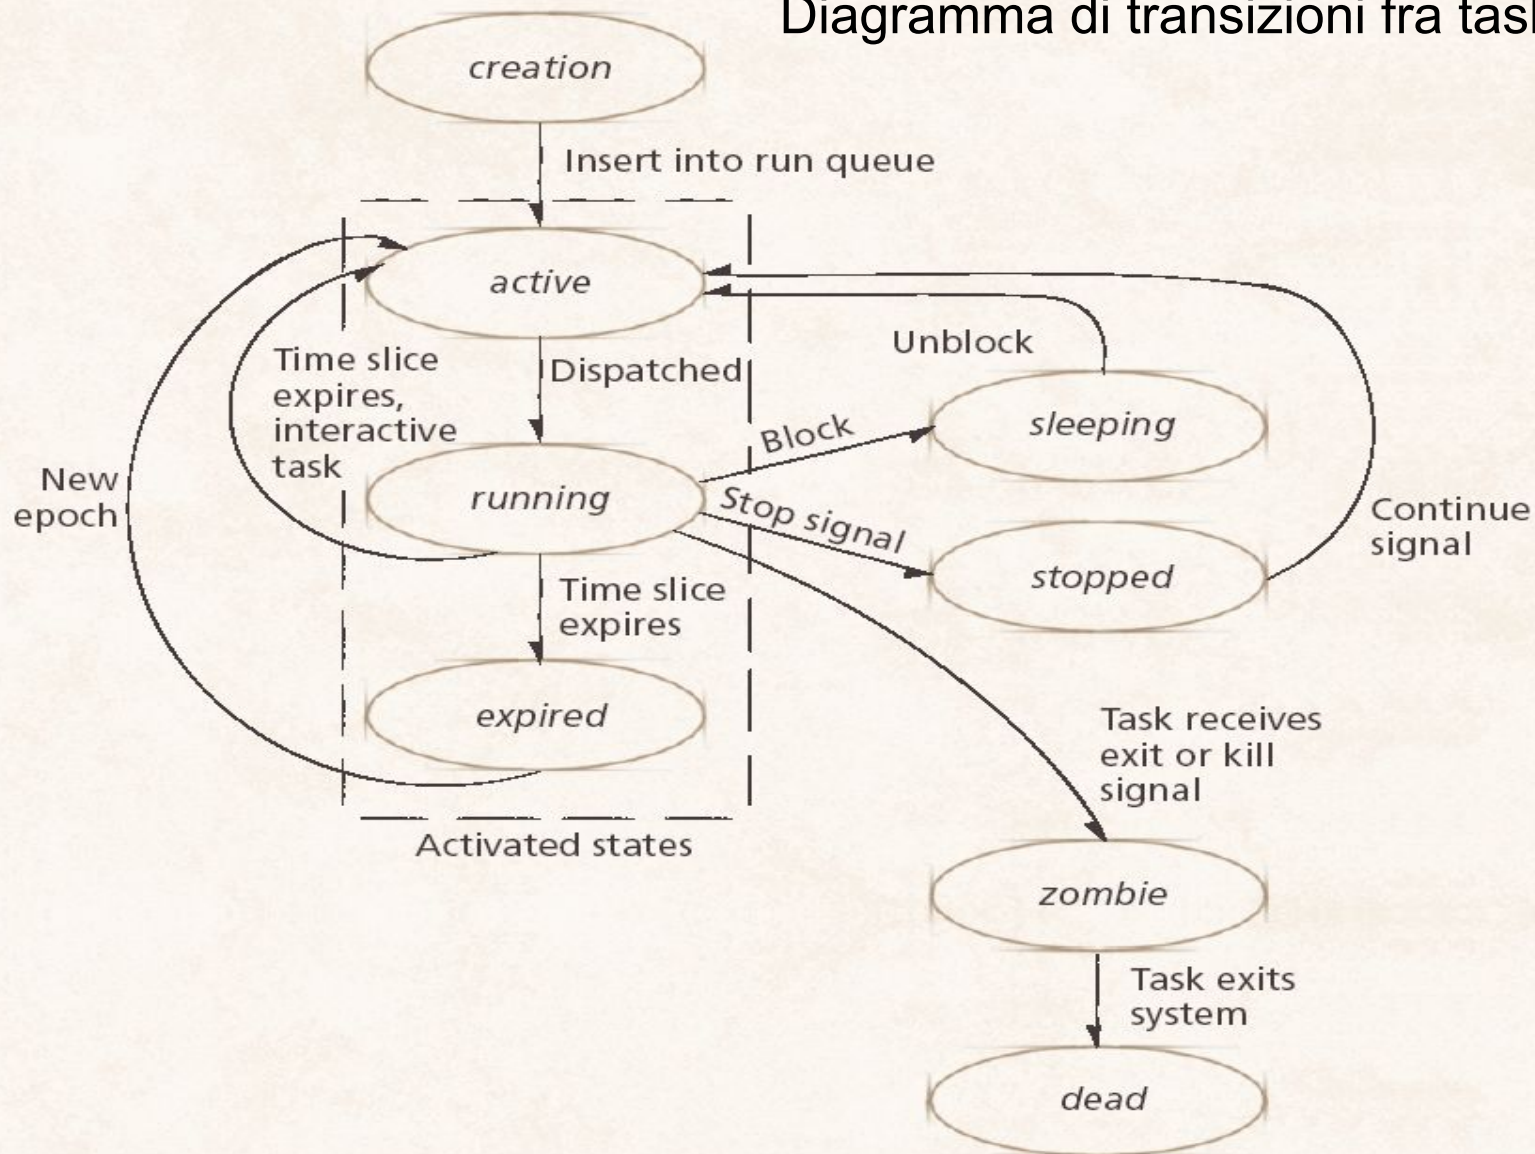 Diagramma di transizioni fra task
creation
Insert into run queue
active
Unblock
Time slice
expires,
interactive
task
Dispatched
Block
sleeping
New
epoch
running
Stop signal
Continue
signal
stopped
Time slice
expires
expired
Task receives
exit or kill
signal
Activated states
zombie
Task exits
system
dead